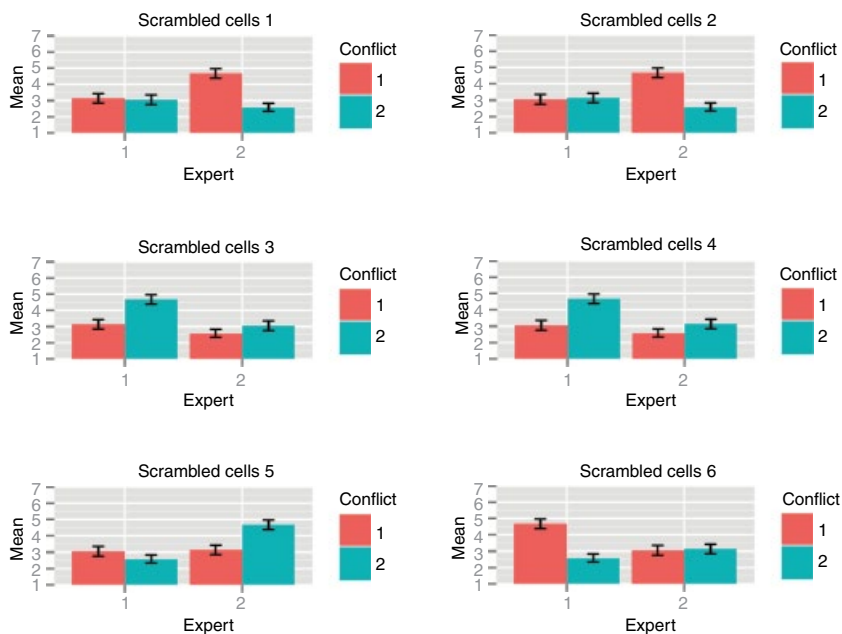 Scrambled cells 1
7
6
5
4
3
2
1
Mean
1
2
Expert
Conflict
1
2
Scrambled cells 2
7
6
5
4
3
2
1
Mean
1
2
Expert
Conflict
1
2
Scrambled cells 3
7
6
5
4
3
2
1
Mean
1
2
Expert
Conflict
1
2
Scrambled cells 4
7
6
5
4
3
2
1
Mean
1
2
Expert
Conflict
1
2
Scrambled cells 5
7
6
5
4
3
2
1
Mean
1
2
Expert
Conflict
1
2
Scrambled cells 6
7
6
5
4
3
2
1
Mean
1
2
Expert
Conflict
1
2